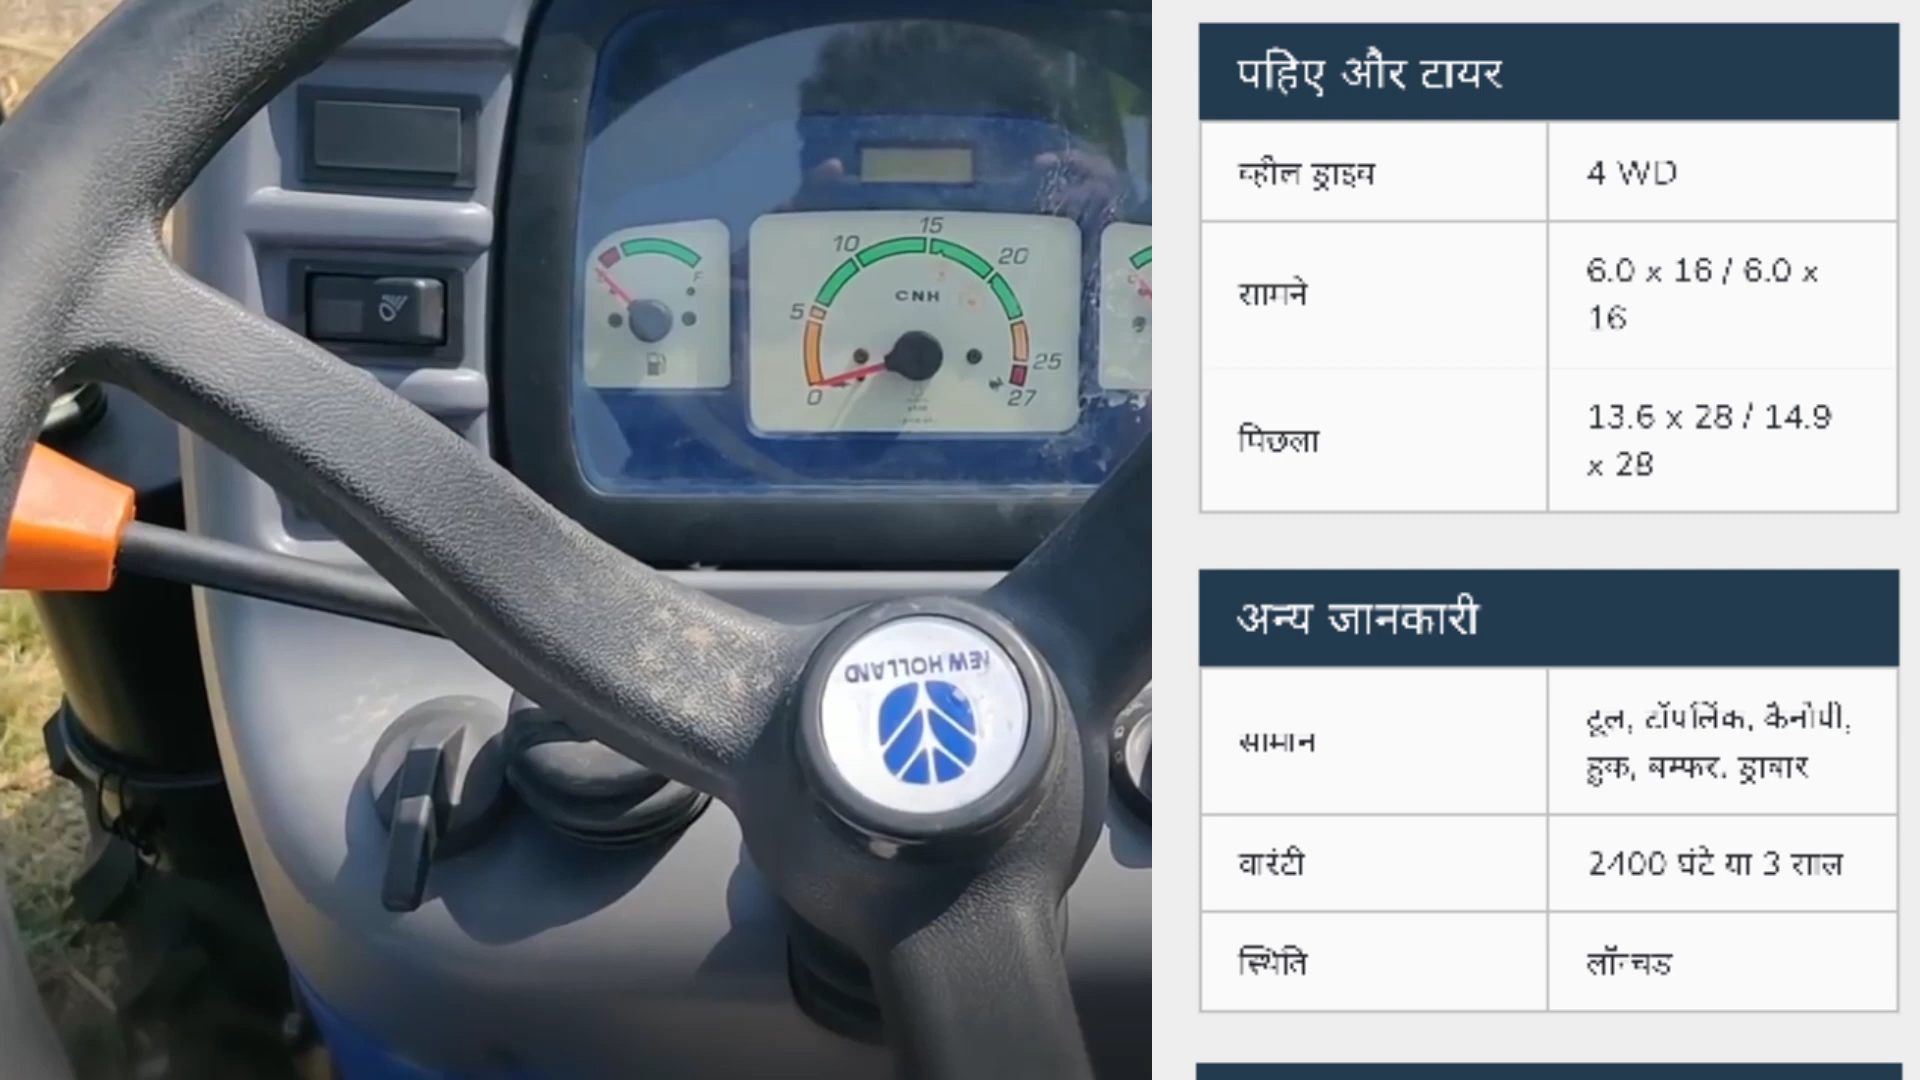 5
10
15
20
25
27
0
CNH
F
NEW HOLLAND
पहिए और टायर
व्हील ड्राइव
4 WD
सामने
6.0 x 16 / 6.0 x
16
पिछला
13.6 x 28 / 14.9
x 28
अन्य जानकारी
सामान
टूल, टॉपलिंक, कैनोपी,
हुक, बम्फर, ड्राबार
वारंटी
2400 घंटे या 3 साल
स्थिति
लॉन्चड